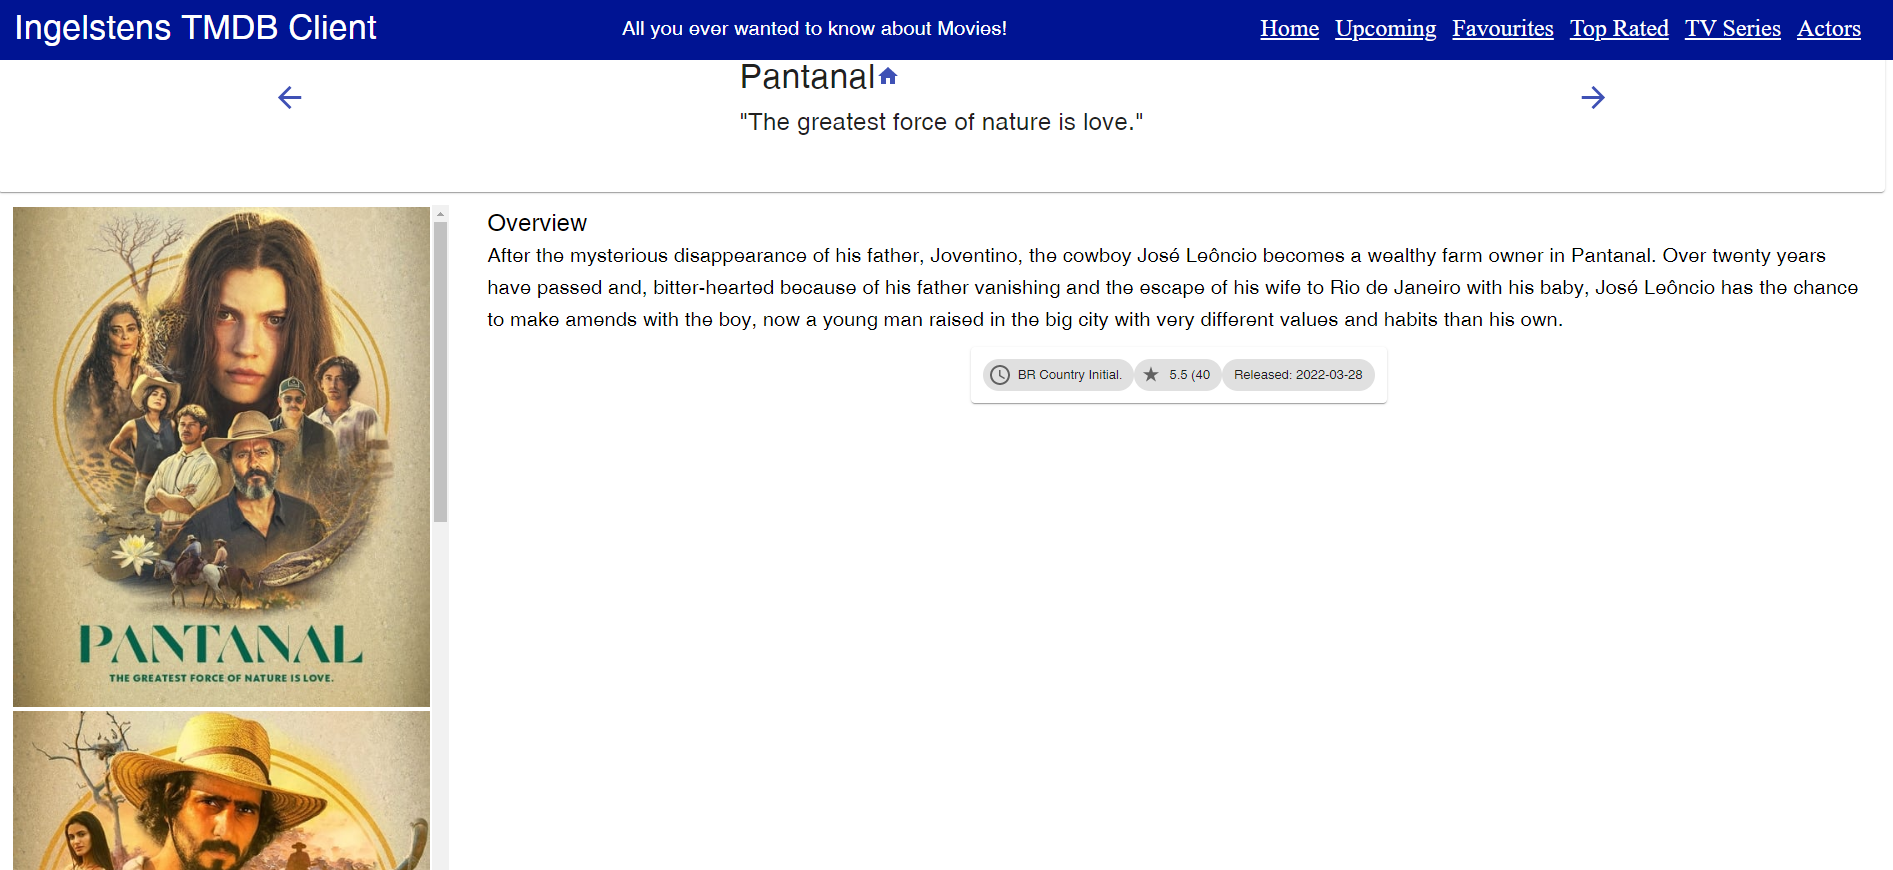 Ingelstens TMDB Client
All you ever wanted to know about Movies!
Home Upcoming Favourites Top Rated TV Series Actors
Pantanal
"The greatest force of nature is love."
Overview
After the mysterious disappearance of his father, Joventino, the cowboy José Leôncio becomes a wealthy farm owner in Pantanal. Over twenty years
have passed and, bitter-hearted because of his father vanishing and the escape of his wife to Rio de Janeiro with his baby, José Leôncio has the chance
to make amends with the boy, now a young man raised in the big city with very different values and habits than his own.
BR Country Initial. 5.5 (40 Released: 2022-03-28
PANTANAL
THE GREATEST FORCE OF NATURE IS LOVE.